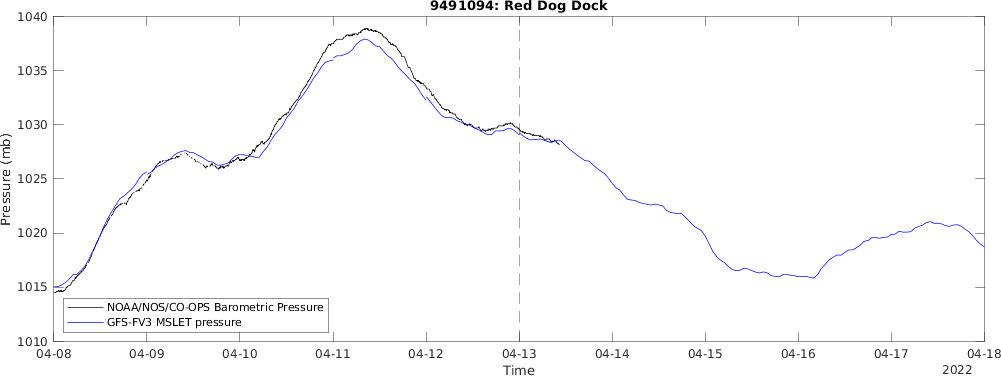 9491094: Red Dog Dock
Pressure (mb)
1040
1035
1030
1025
1020
1015
1010
NOAA/NOS/CO-OPS Barometric Pressure
GFS-FV3 MSLET pressure
04-08 04-09 04-10 04-11 04-12 04-13 04-14 04-15 04-16 04-17 04-18
Time
2022